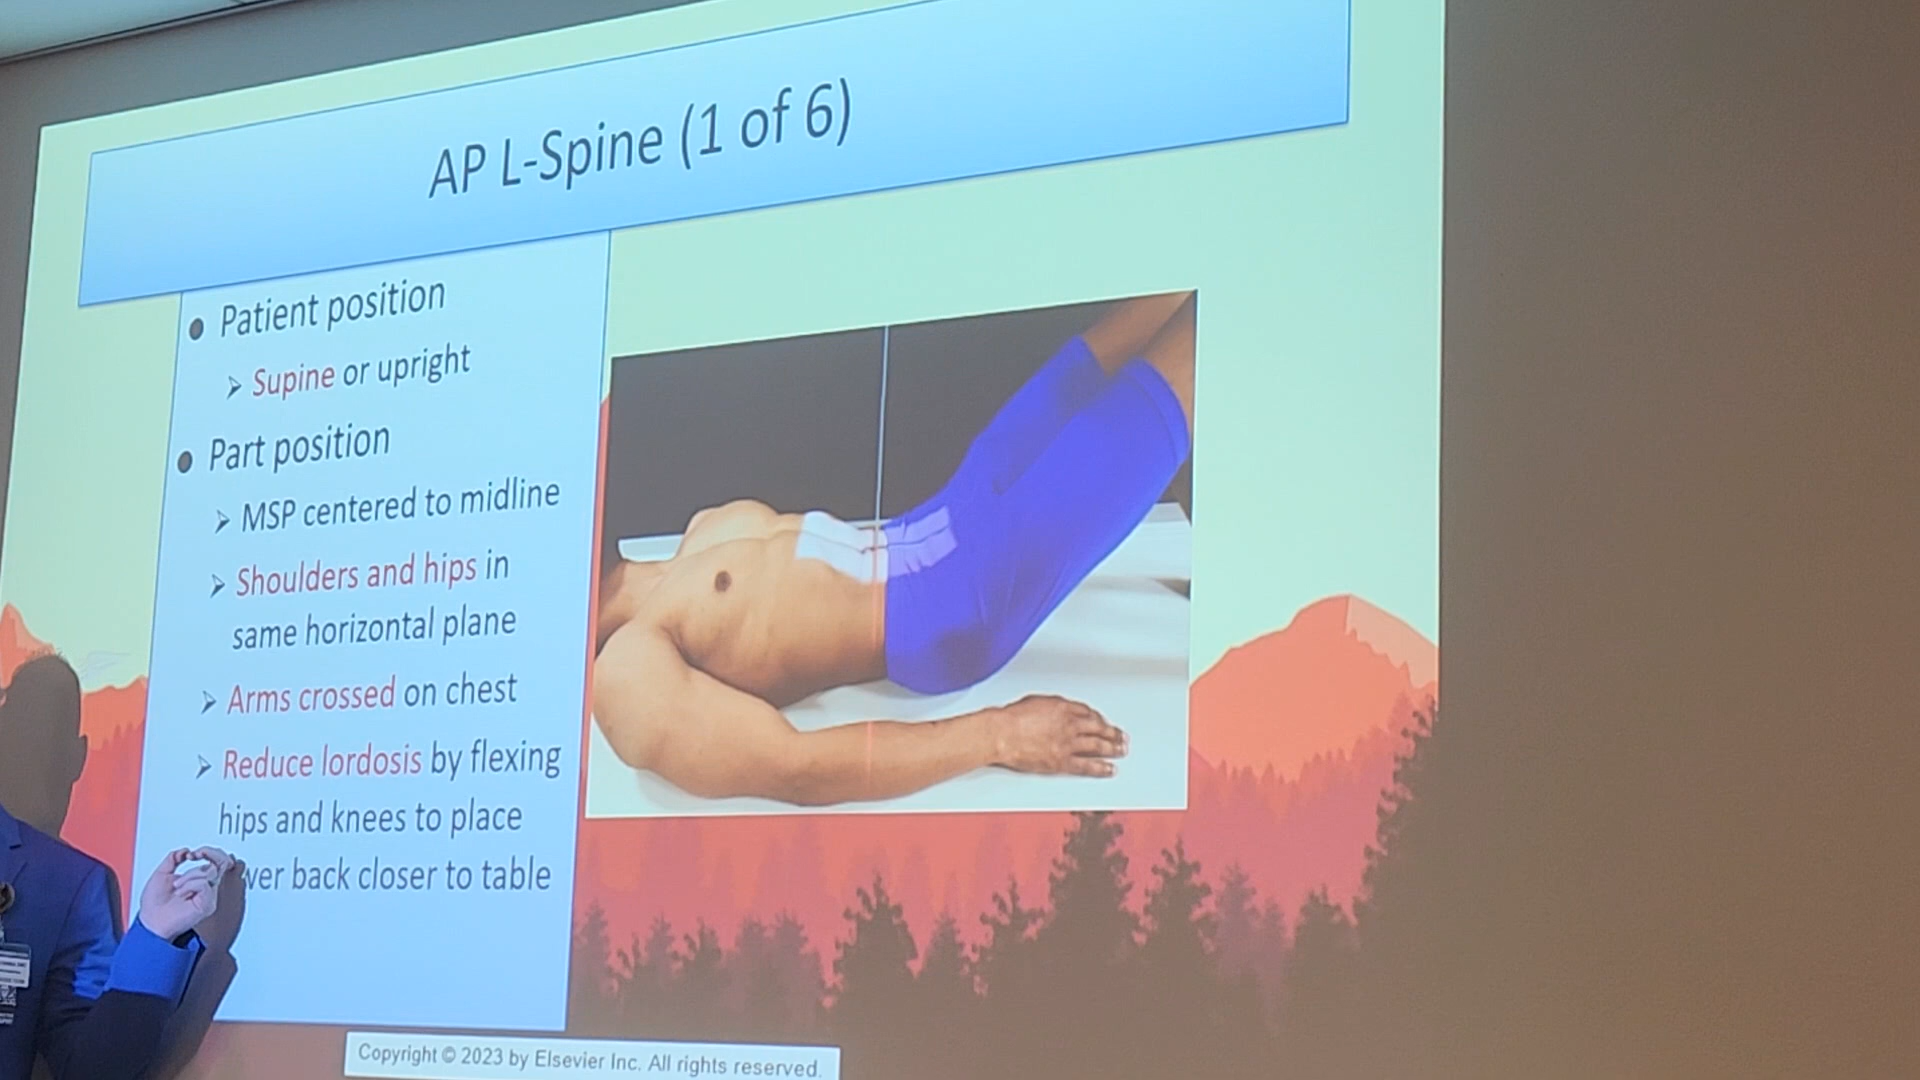 AP L-Spine (1 of 6)
• Patient position
➢ Supine or upright
• Part position
➢ MSP centered to midline
➢ Shoulders and hips in
same horizontal plane
➢ Arms crossed on chest
➢ Reduce lordosis by flexing
hips and knees to place
back closer to table
Copyright © 2023 by Elsevier Inc. All rights reserved.